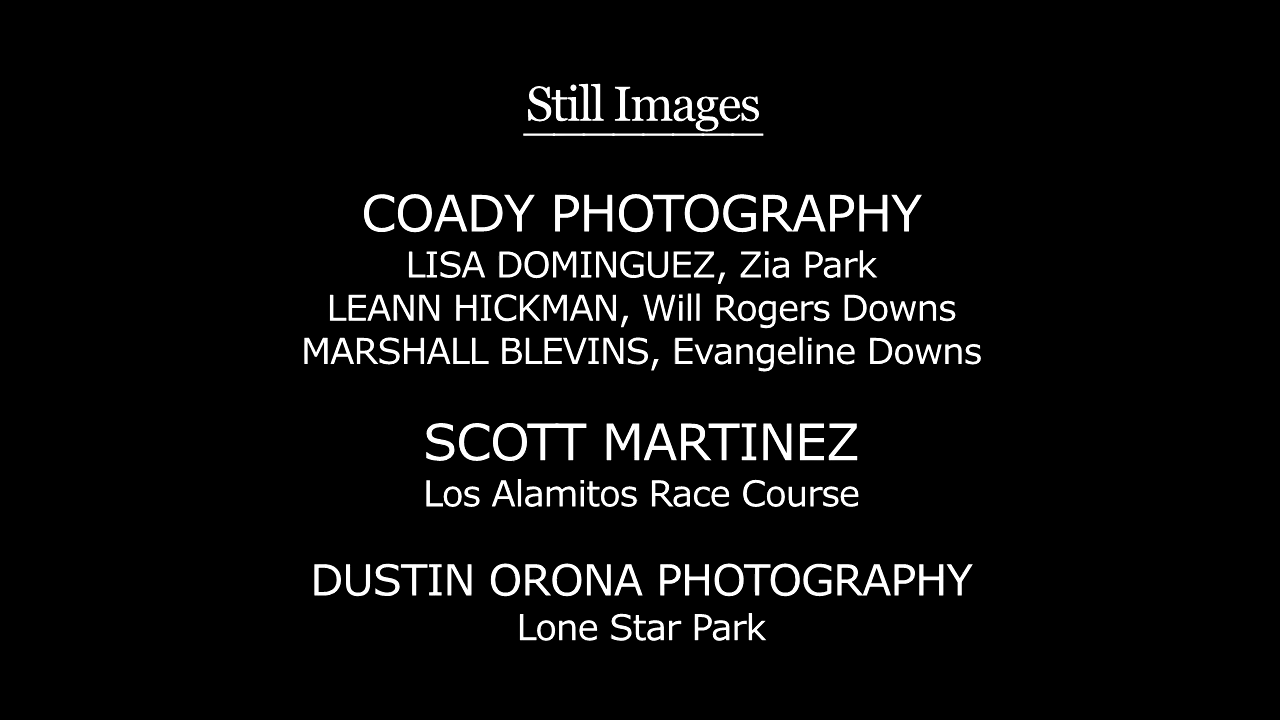 Still Images
COADY PHOTOGRAPHY
LISA DOMINGUEZ, Zia Park
LEANN HICKMAN, Will Rogers Downs
MARSHALL BLEVINS, Evangeline Downs
SCOTT MARTINEZ
Los Alamitos Race Course
DUSTIN ORONA PHOTOGRAPHY
Lone Star Park